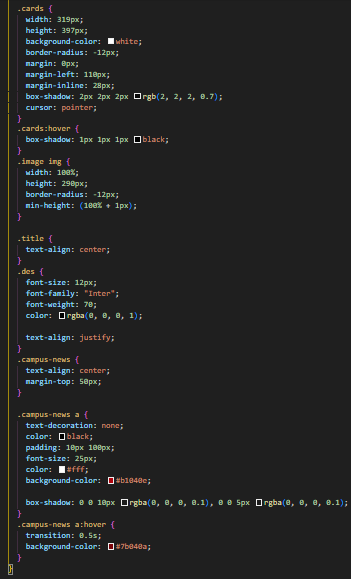 .cards {
width: 319px;
height: 397px;
background-color: white;
border-radius: -12px;
margin: 0px;
margin-left: 110px;
margin-inline: 28px;
box-shadow: 2px 2px 2px rgb(2, 2, 2, 0.7);
cursor: pointer;
}
.cards:hover {
box-shadow: 1px 1px 1px black;
}
.image img {
width: 100%;
height: 290px;
border-radius: -12px;
min-height: (100% + 1px);
}
.title {
text-align: center;
}
.des {
font-size: 12px;
font-family: "Inter";
font-weight: 70;
color: rgba(0, 0, 0, 1);
text-align: justify;
}
.campus-news {
text-align: center;
margin-top: 50px;
}
.campus-news a {
text-decoration: none;
color: black;
padding: 10px 100px;
font-size: 25px;
color: #fff;
background-color: #b1040e;
box-shadow: 0 0 10px rgba(0, 0, 0, 0.1), 0 0 5px rgba(0, 0, 0, 0.1);
}
.campus-news a:hover {
transition: 0.5s;
background-color: #7b040a;
}
}